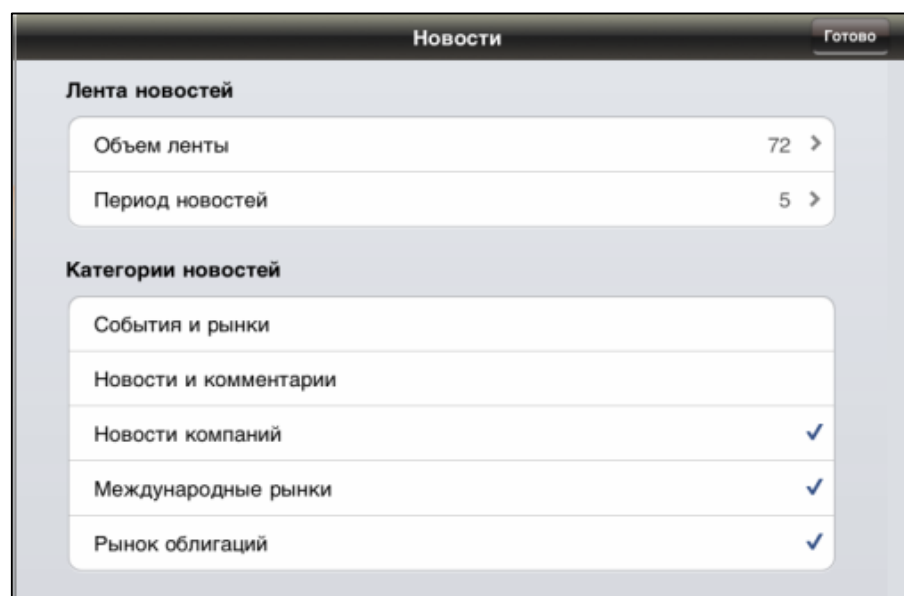 Новости
Готово
Лента новостей
Объем ленты 72
Период новостей 5
Категории новостей
События и рынки
Новости и комментарии
Новости компаний
Международные рынки
Рынок облигаций